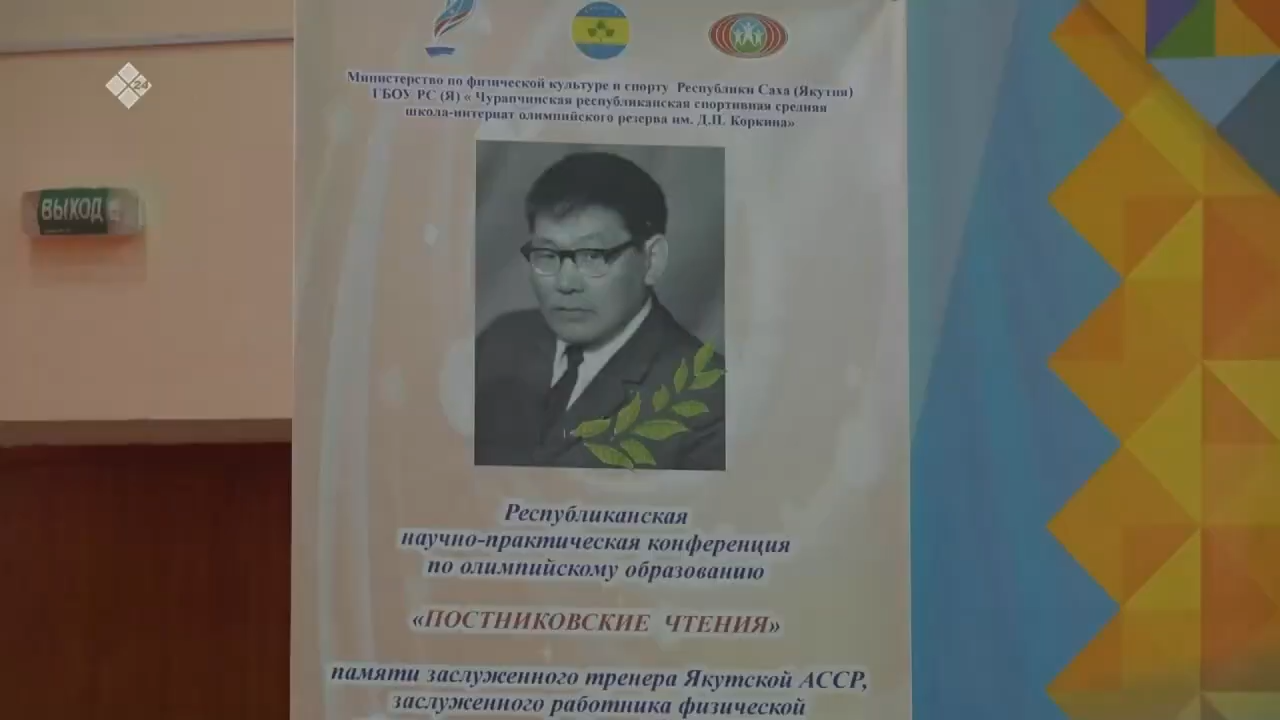 24
Министерство по физической культуре и спорту Республики Саха (Якутия)
ГБОУ РС (Я) « Чурапчинская республиканская спортивная средняя
школа-интернат олимпийского резерва им. Д.П. Коркина»
ВЫХОД
Республиканская
научно-практическая конференция
по олимпийскому образованию
«ПОСТНИКОВСКИЕ ЧТЕНИЯ»
памяти заслуженного тренера Якутской АССР,
заслуженного работника физической